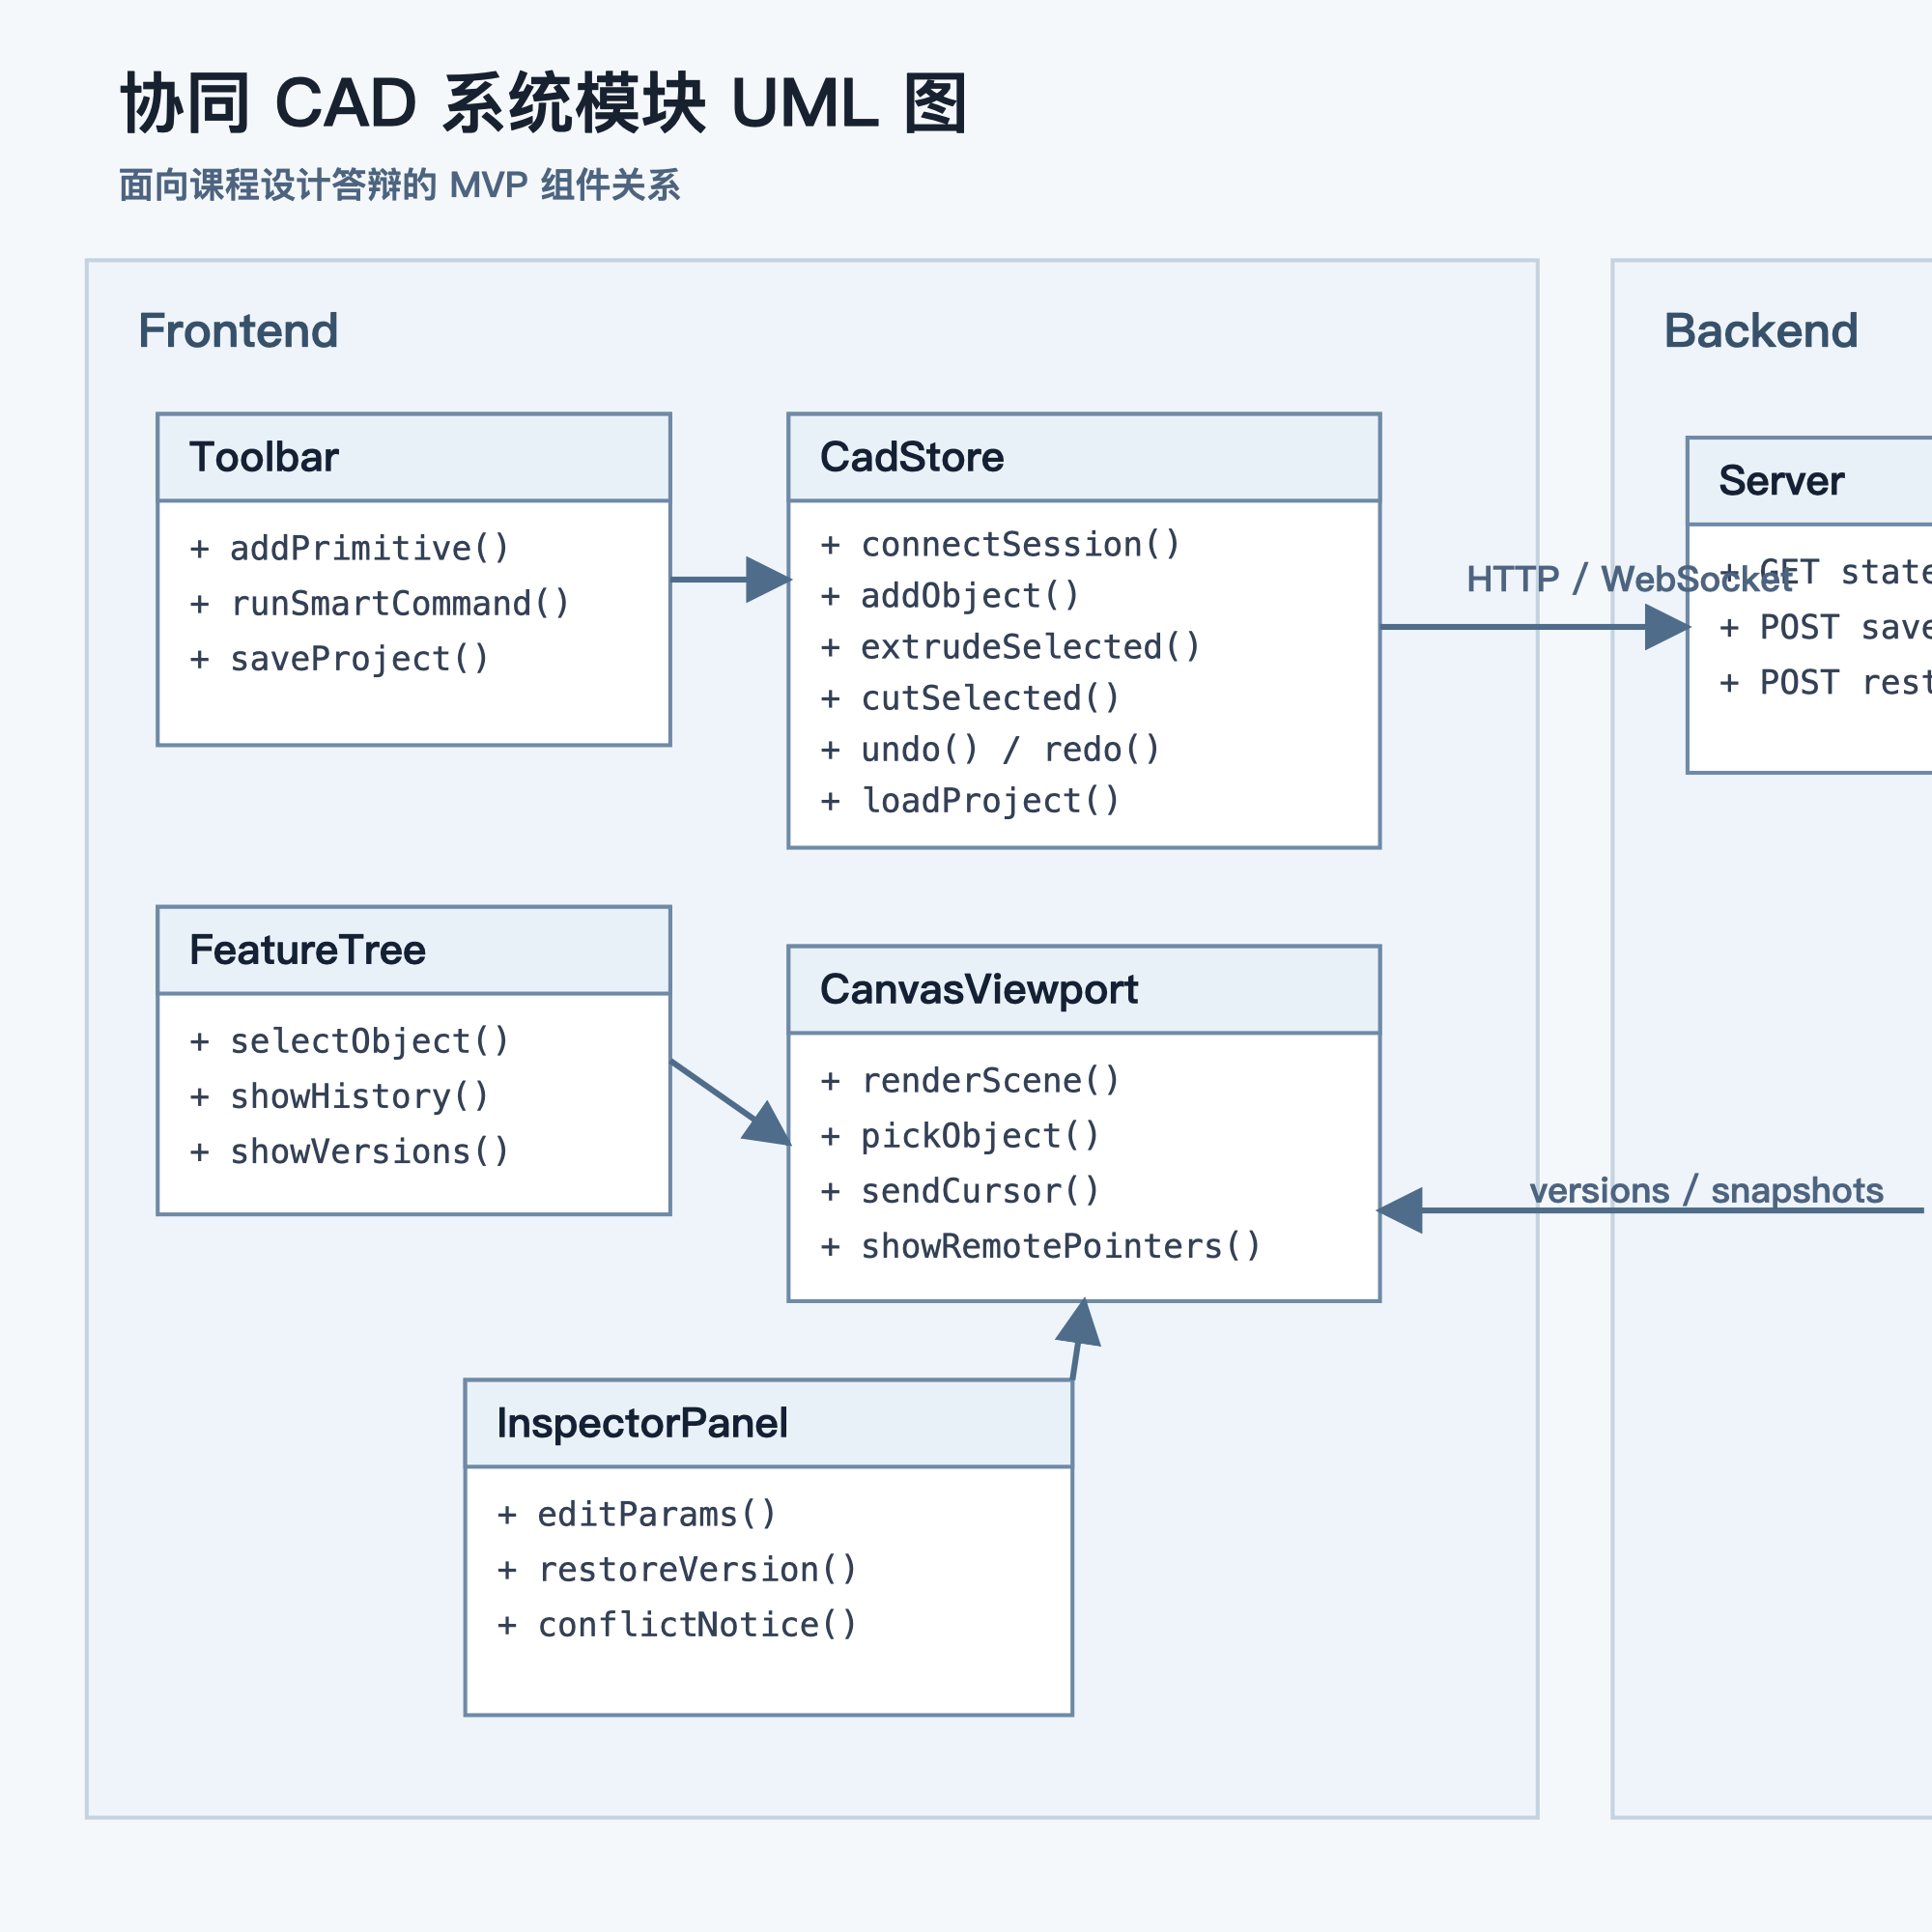 协同 CAD 系统模块 UML 图
面向课程设计答辩的 MVP 组件关系
Frontend
Toolbar
+ addPrimitive()
+ runSmartCommand()
+ saveProject()
CadStore
+ connectSession()
+ addObject()
+ extrudeSelected()
+ cutSelected()
+ undo() / redo()
+ loadProject()
FeatureTree
+ selectObject()
+ showHistory()
+ showVersions()
CanvasViewport
+ renderScene()
+ pickObject()
+ sendCursor()
+ showRemotePointers()
InspectorPanel
+ editParams()
+ restoreVersion()
+ conflictNotice()
HTTP / WebSocket
versions / snapshots
Backend
Server
+ GET state
+ POST save
+ POST rest